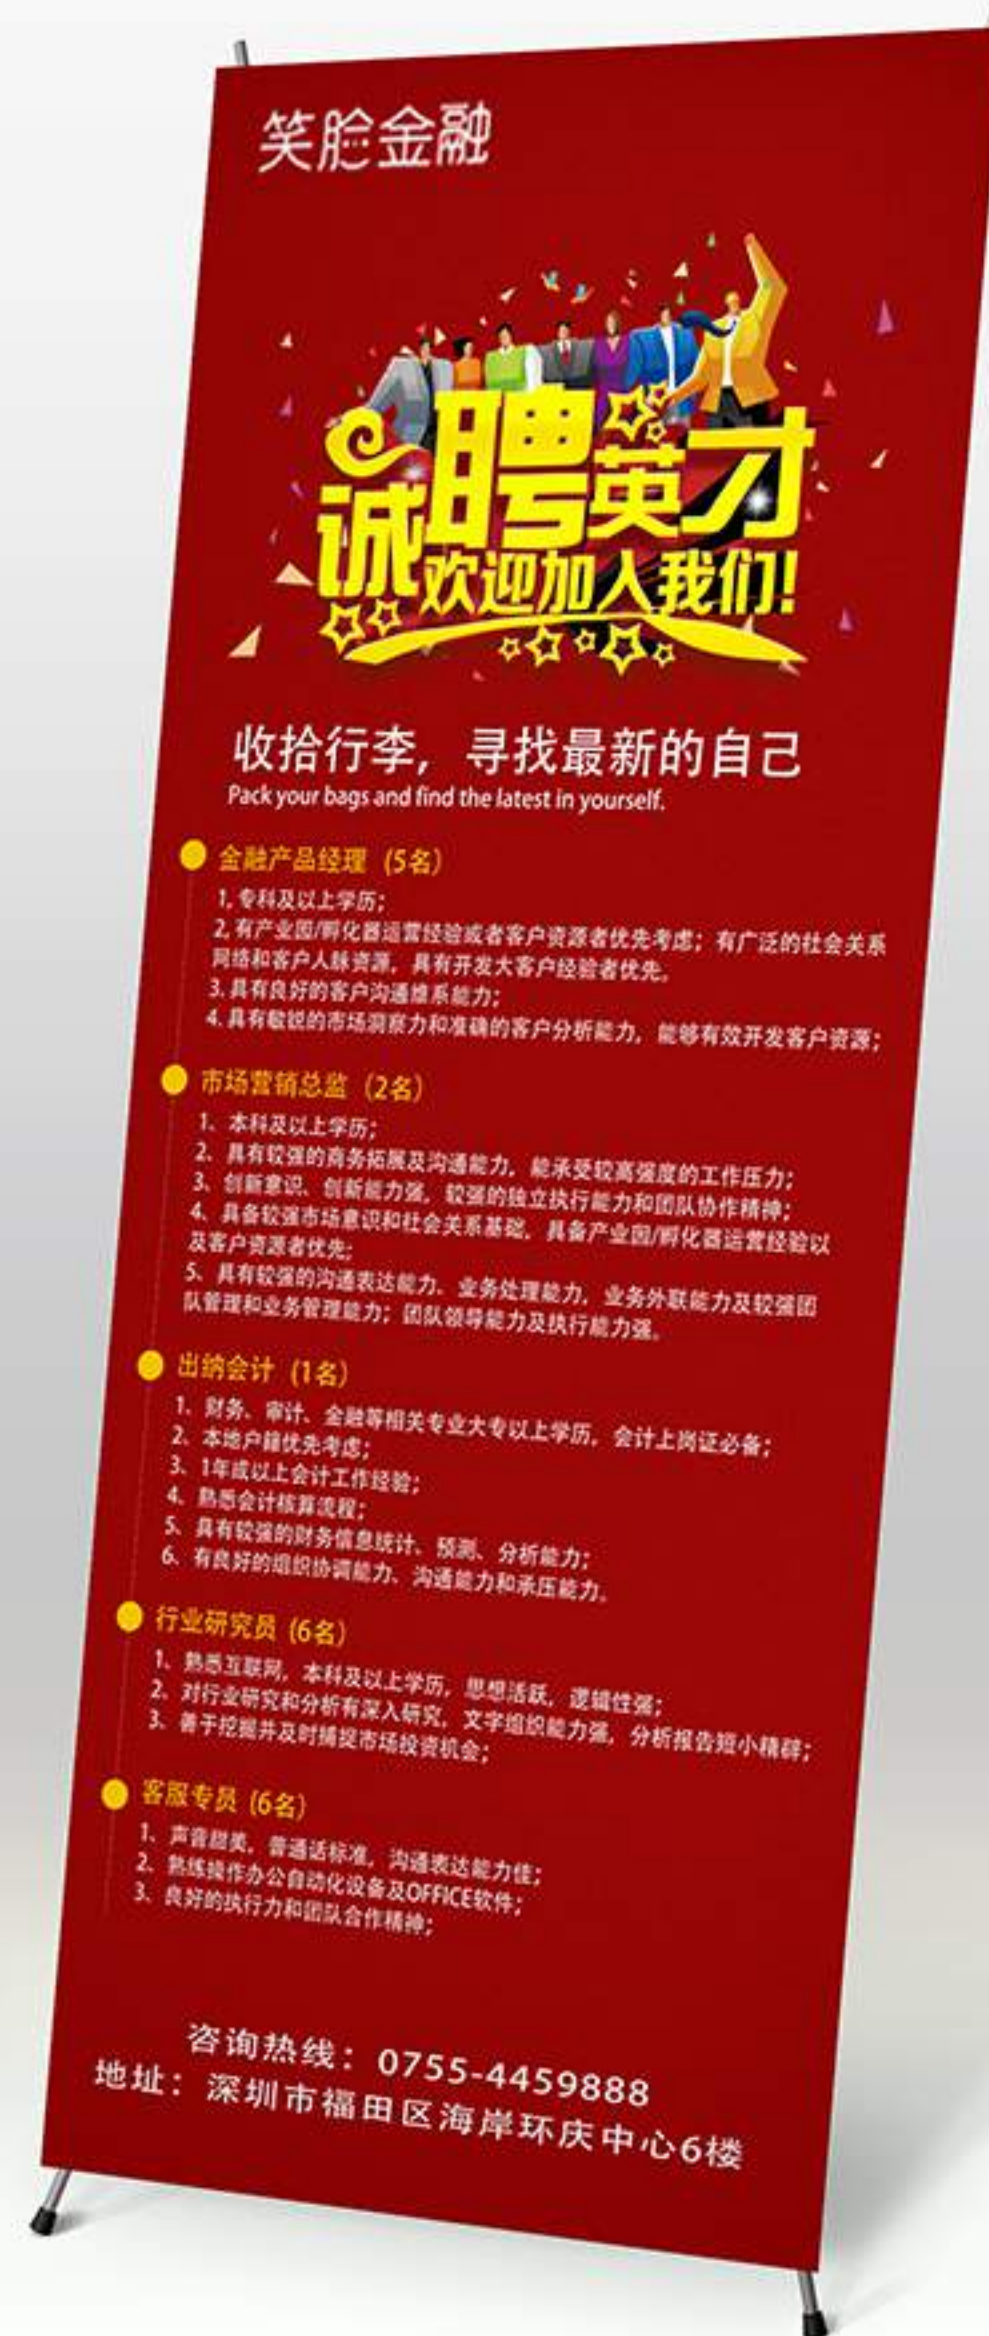 笑脸金融
诚聘英才
欢迎加入我们!
收拾行李，寻找最新的自己
Pack your bags and find the latest in yourself.
金融产品经理 (5名)
1, 专科及以上学历；
2, 有产业园/孵化器运营经验或者客户资源者优先考虑；有广泛的社会关系
网络和客户人脉资源，具有开发大客户经验者优先。
3, 具有良好的客户沟通维系能力；
4, 具有敏锐的市场洞察力和准确的客户分析能力，能够有效开发客户资源；
市场营销总监 (2名)
1、本科及以上学历；
2、具有较强的商务拓展及沟通能力，能承受较高强度的工作压力；
3、创新意识、创新能力强，较强的独立执行能力和团队协作精神；
4、具备较强市场意识和社会关系基础，具备产业园/孵化器运营经验以
及客户资源者优先;
5、具有较强的沟通表达能力、业务处理能力，业务外联能力及较强团
队管理和业务管理能力；团队领导能力及执行能力强。
出纳会计 (1名)
1、财务、审计、金融等相关专业大专以上学历，会计上岗证必备；
2、本地户籍优先考虑；
3、1年或以上会计工作经验；
4、熟悉会计核算流程；
5、具有较强的财务信息统计、预测、分析能力；
6、有良好的组织协调能力、沟通能力和承压能力。
行业研究员 (6名)
1、熟悉互联网，本科及以上学历，思想活跃，逻辑性强；
2、对行业研究和分析有深入研究，文字组织能力强，分析报告短小精辟；
3、善于挖掘并及时捕捉市场投资机会；
客服专员 (6名)
1、声音甜美，普通话标准，沟通表达能力佳；
2、熟练操作办公自动化设备及OFFICE软件；
3、良好的执行力和团队合作精神；
咨询热线：0755-4459888
地址：深圳市福田区海岸环庆中心6楼